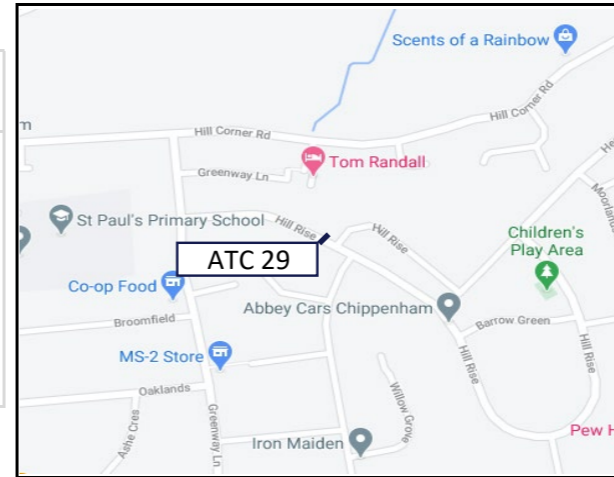 Scents of a Rainbow
m
Hill Corner Rd
Hill Corner Rd
Tom Randall
Greenway Ln
St Paul's Primary School
Hill Rise
Hill Rise
Moorlands
ATC 29
Children's
Play Area
Co-op Food
Abbey Cars Chippenham
Broomfield
Barrow Green
MS-2 Store
Hill Rise
Hill Rise
Oaklands
Willow Grove
Ashe Cres
Greenway Ln
Iron Maiden
Pew H